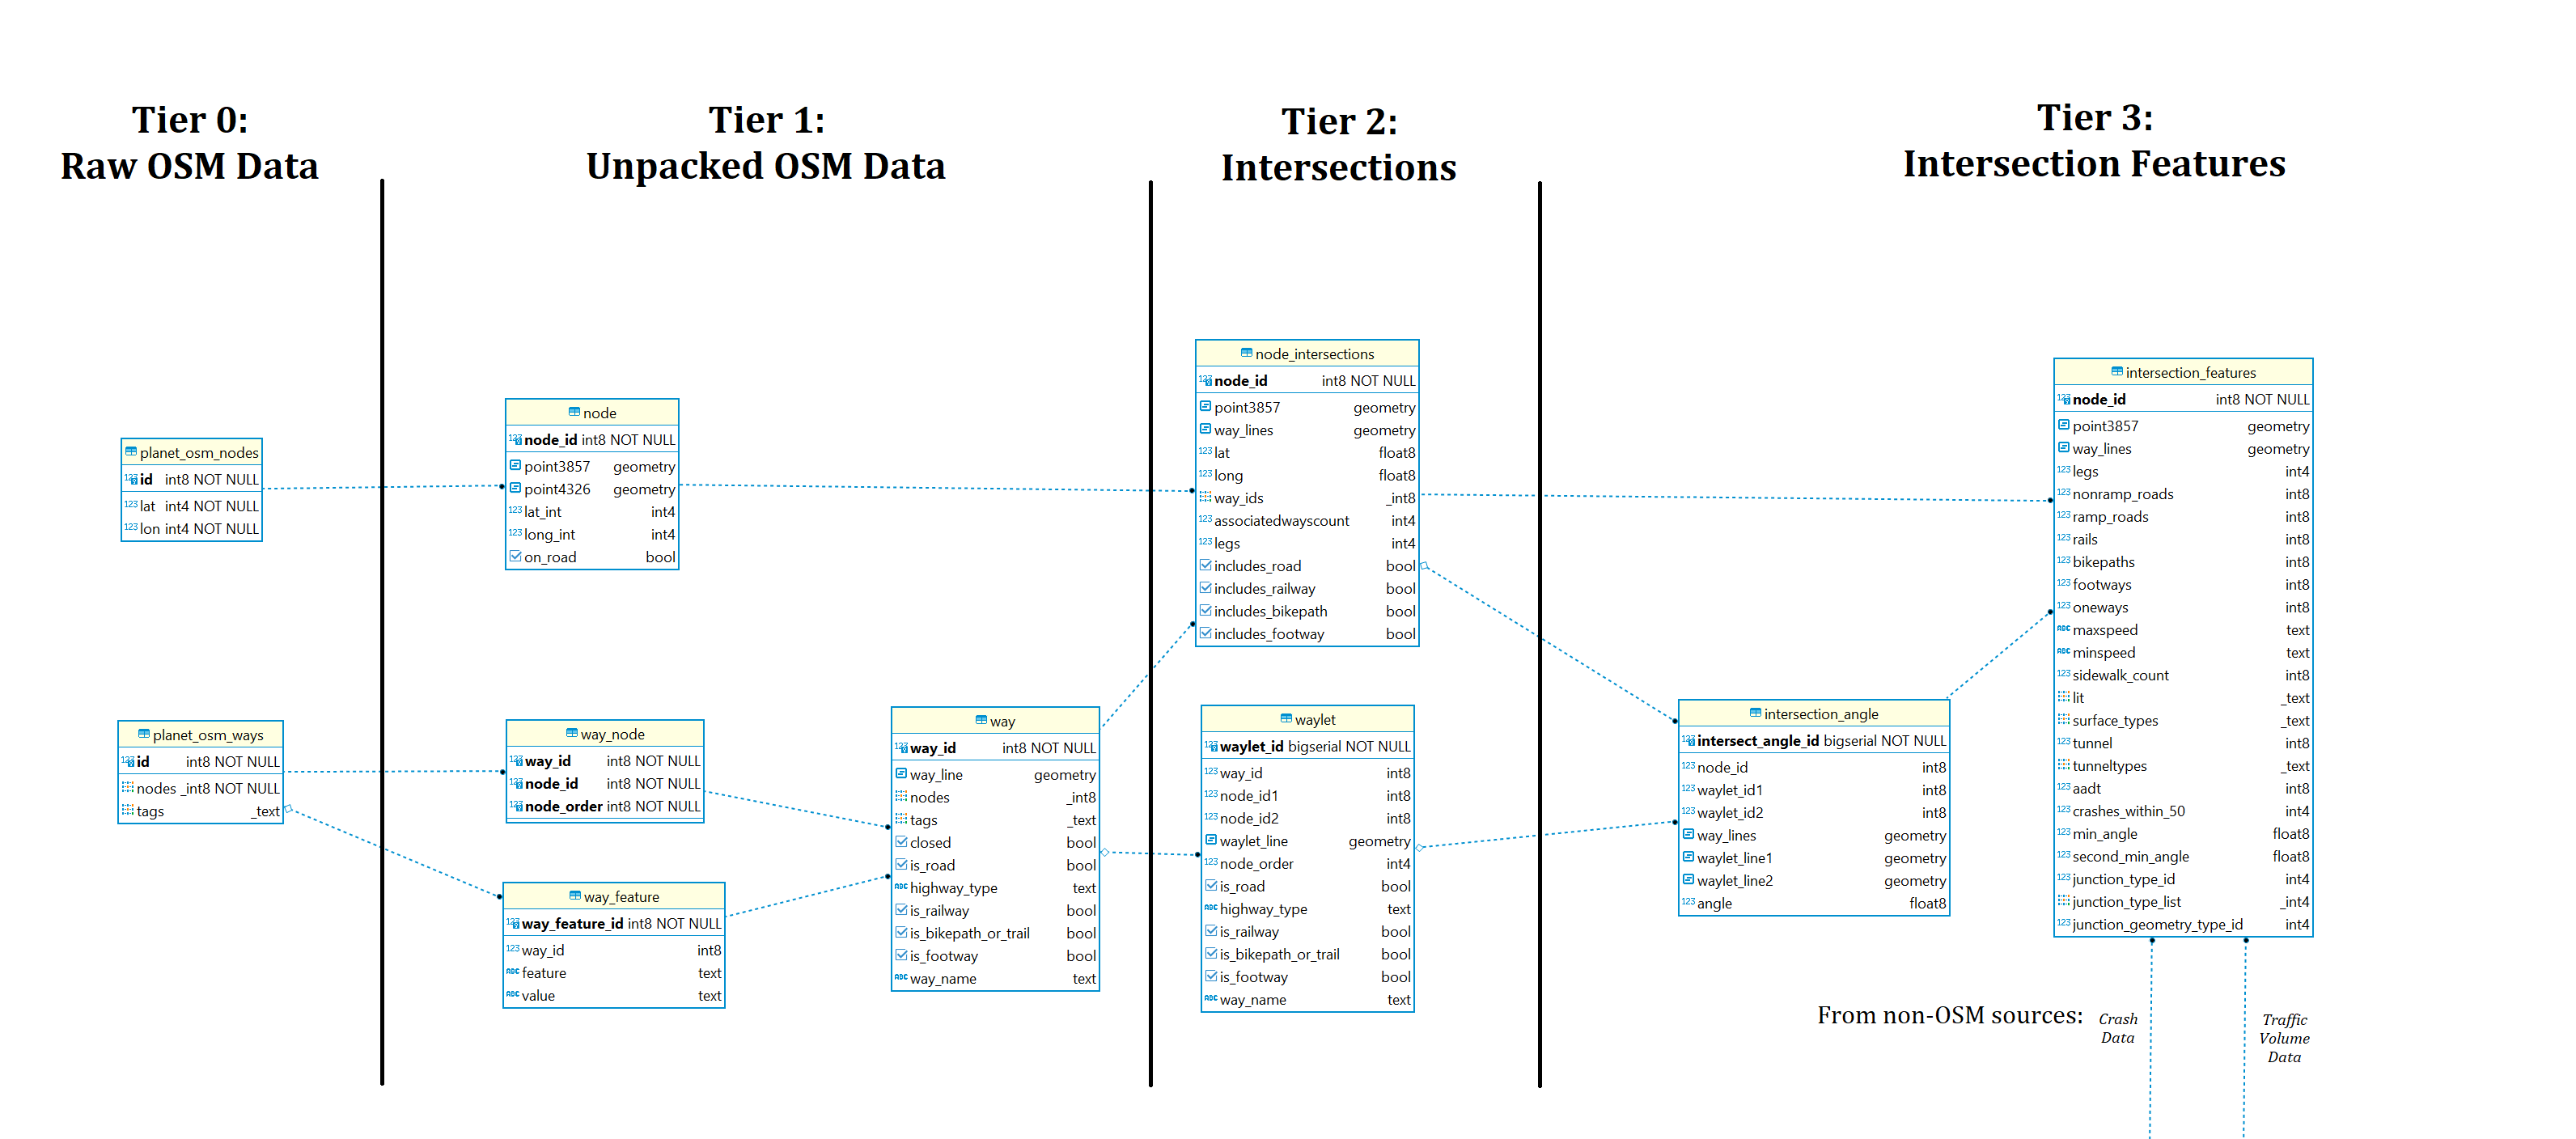 Tier 0:
Raw OSM Data
Tier 1:
Unpacked OSM Data
Tier 2:
Intersections
Tier 3:
Intersection Features
planet_osm_nodes
id int8 NOT NULL
lat int4 NOT NULL
lon int4 NOT NULL
planet_osm_ways
id int8 NOT NULL
nodes _int8 NOT NULL
tags _text
node
node_id int8 NOT NULL
point3857 geometry
point4326 geometry
lat_int int4
long_int int4
on_road bool
way_node
way_id int8 NOT NULL
node_id int8 NOT NULL
node_order int8 NOT NULL
way_feature
way_feature_id int8 NOT NULL
way_id int8
feature text
value text
way
way_id int8 NOT NULL
way_line geometry
nodes _int8
tags _text
closed bool
is_road bool
highway_type text
is_railway bool
is_bikepath_or_trail bool
is_footway bool
way_name text
node_intersections
node_id int8 NOT NULL
point3857 geometry
way_lines geometry
lat float8
long float8
way_ids _int8
associatedwayscount int4
legs int4
includes_road bool
includes_railway bool
includes_bikepath bool
includes_footway bool
waylet
waylet_id bigserial NOT NULL
way_id int8
node_id1 int8
node_id2 int8
waylet_line geometry
node_order int4
is_road bool
highway_type text
is_railway bool
is_bikepath_or_trail bool
is_footway bool
way_name text
intersection_angle
intersect_angle_id bigserial NOT NULL
node_id int8
waylet_id1 int8
waylet_id2 int8
way_lines geometry
waylet_line1 geometry
waylet_line2 geometry
angle float8
intersection_features
node_id int8 NOT NULL
point3857 geometry
way_lines geometry
legs int4
nonramp_roads int8
ramp_roads int8
rails int8
bikepaths int8
footways int8
oneways int8
maxspeed text
minspeed text
sidewalk_count int8
lit _text
surface_types _text
tunnel int8
tunneltypes _text
aadt int8
crashes_within_50 int4
min_angle float8
second_min_angle float8
junction_type_id int4
junction_type_list _int4
junction_geometry_type_id int4
From non-OSM sources:
Crash
Data
Traffic
Volume
Data